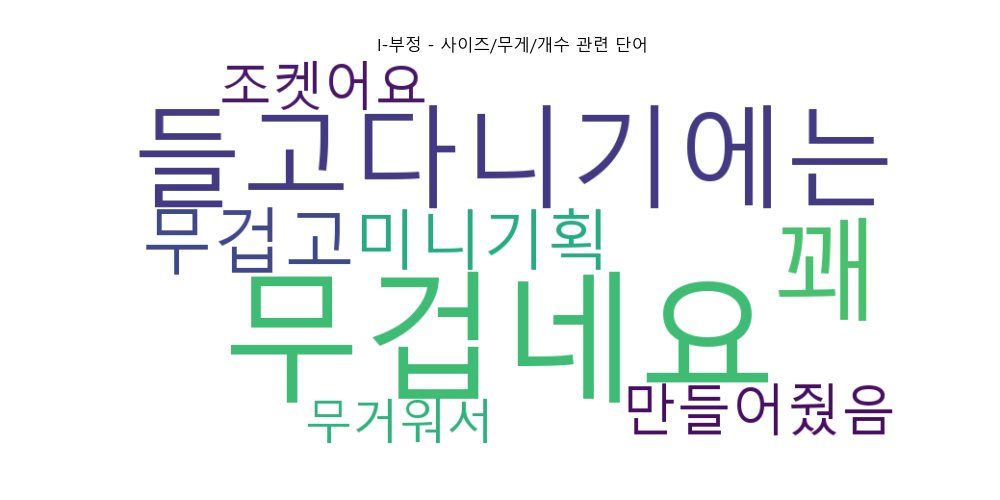 I-부정 - 사이즈/무게/개수 관련 단어
조켓어요
들고다니기에는
무겁고 미니기획 꽤
무겁네요
무거워서 만들어줬음